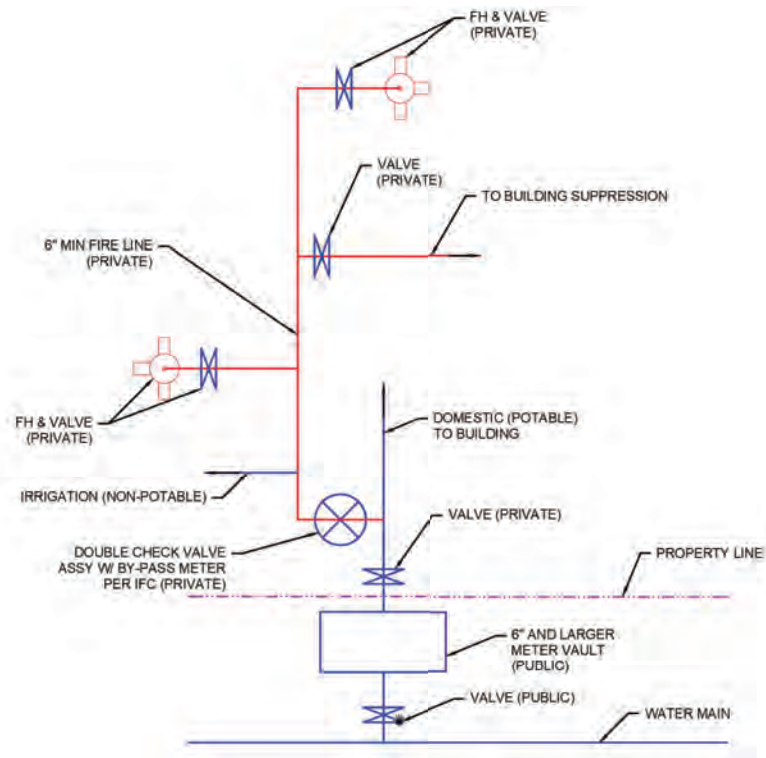 FH & VALVE
(PRIVATE)
VALVE
(PRIVATE)
TO BUILDING SUPPRESSION
6" MIN FIRE LINE
(PRIVATE)
FH & VALVE
(PRIVATE)
DOMESTIC (POTABLE)
TO BUILDING
IRRIGATION (NON-POTABLE)
VALVE (PRIVATE)
DOUBLE CHECK VALVE
ASSY W/ BY-PASS METER
PER IFC (PRIVATE)
PROPERTY LINE
6" AND LARGER
METER VAULT
(PUBLIC)
VALVE (PUBLIC)
WATER MAIN